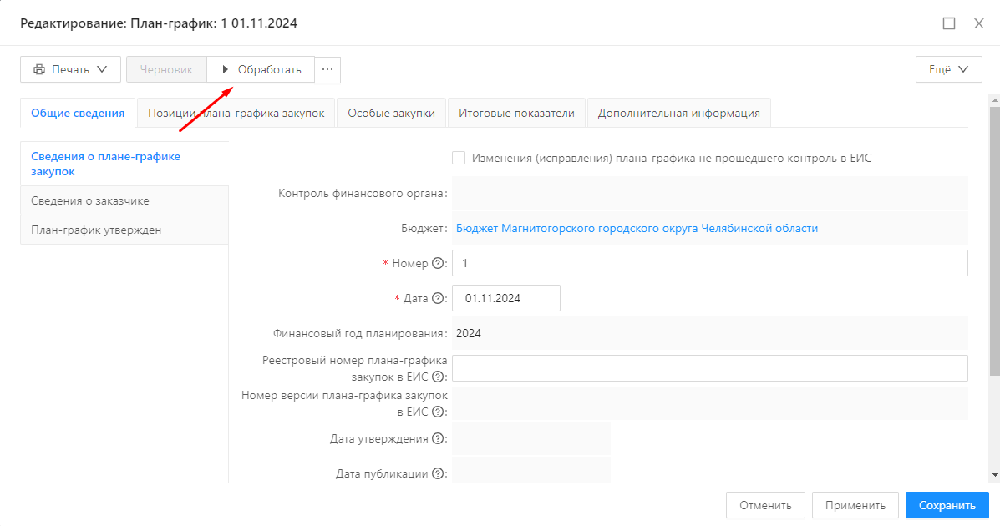 Редактирование: План-график: 1 01.11.2024
Печать Черновик Обработать ... Ещё
Общие сведения Позиции плана-графика закупок Особые закупки Итоговые показатели Дополнительная информация
Сведения о плане-графике
закупок
Сведения о заказчике
План-график утвержден
Изменения (исправления) плана-графика не прошедшего контроль в ЕИС
Контроль финансового органа:
Бюджет: Бюджет Магнитогорского городского округа Челябинской области
* Номер ?: 1
* Дата ?: 01.11.2024
Финансовый год планирования: 2024
Реестровый номер плана-графика
закупок в ЕИС ?:
Номер версии плана-графика закупок
в ЕИС ?:
Дата утверждения ?:
Дата публикации ?:
Отменить Применить Сохранить